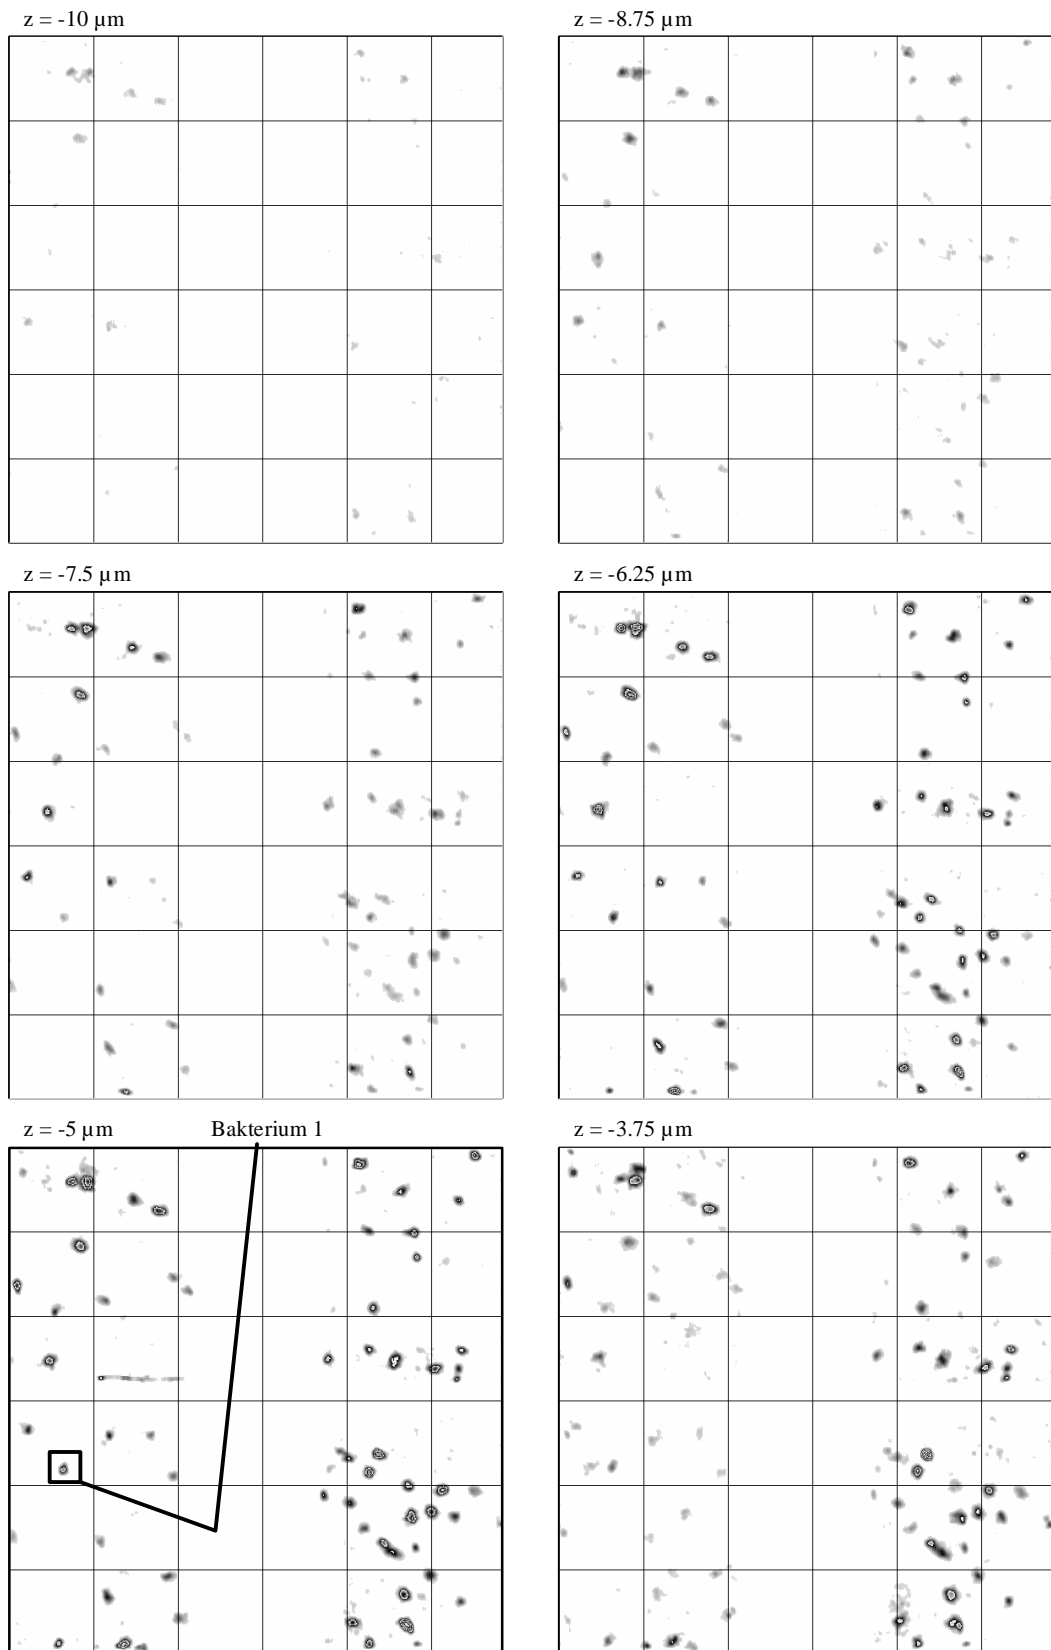 z = -10 µm
z = -8.75 µm
z = -7.5 µm
z = -6.25 µm
z = -5 µm
Bakterium 1
z = -3.75 µm